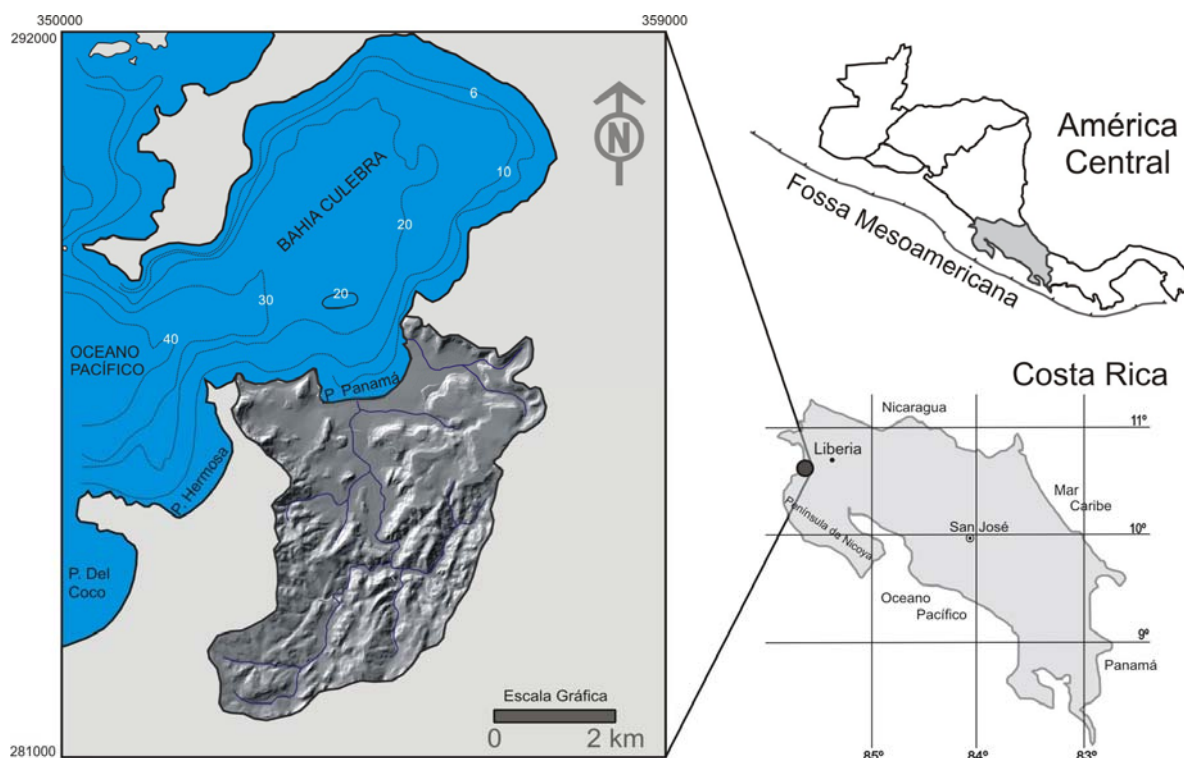 350000
359000
292000
6
10
BAHIA CULEBRA
20
30
20
40
OCEANO
PACÍFICO
P. Panamá
P. Hermosa
P. Del
Coco
N
Escala Gráfica
0 2 km
281000
América
Central
Fossa Mesoamericana
Costa Rica
Nicaragua
11º
Liberia
Mar
Caribe
Península de Nicoya
San José
10º
Oceano
Pacífico
9º
Panamá
85º
84º
83º